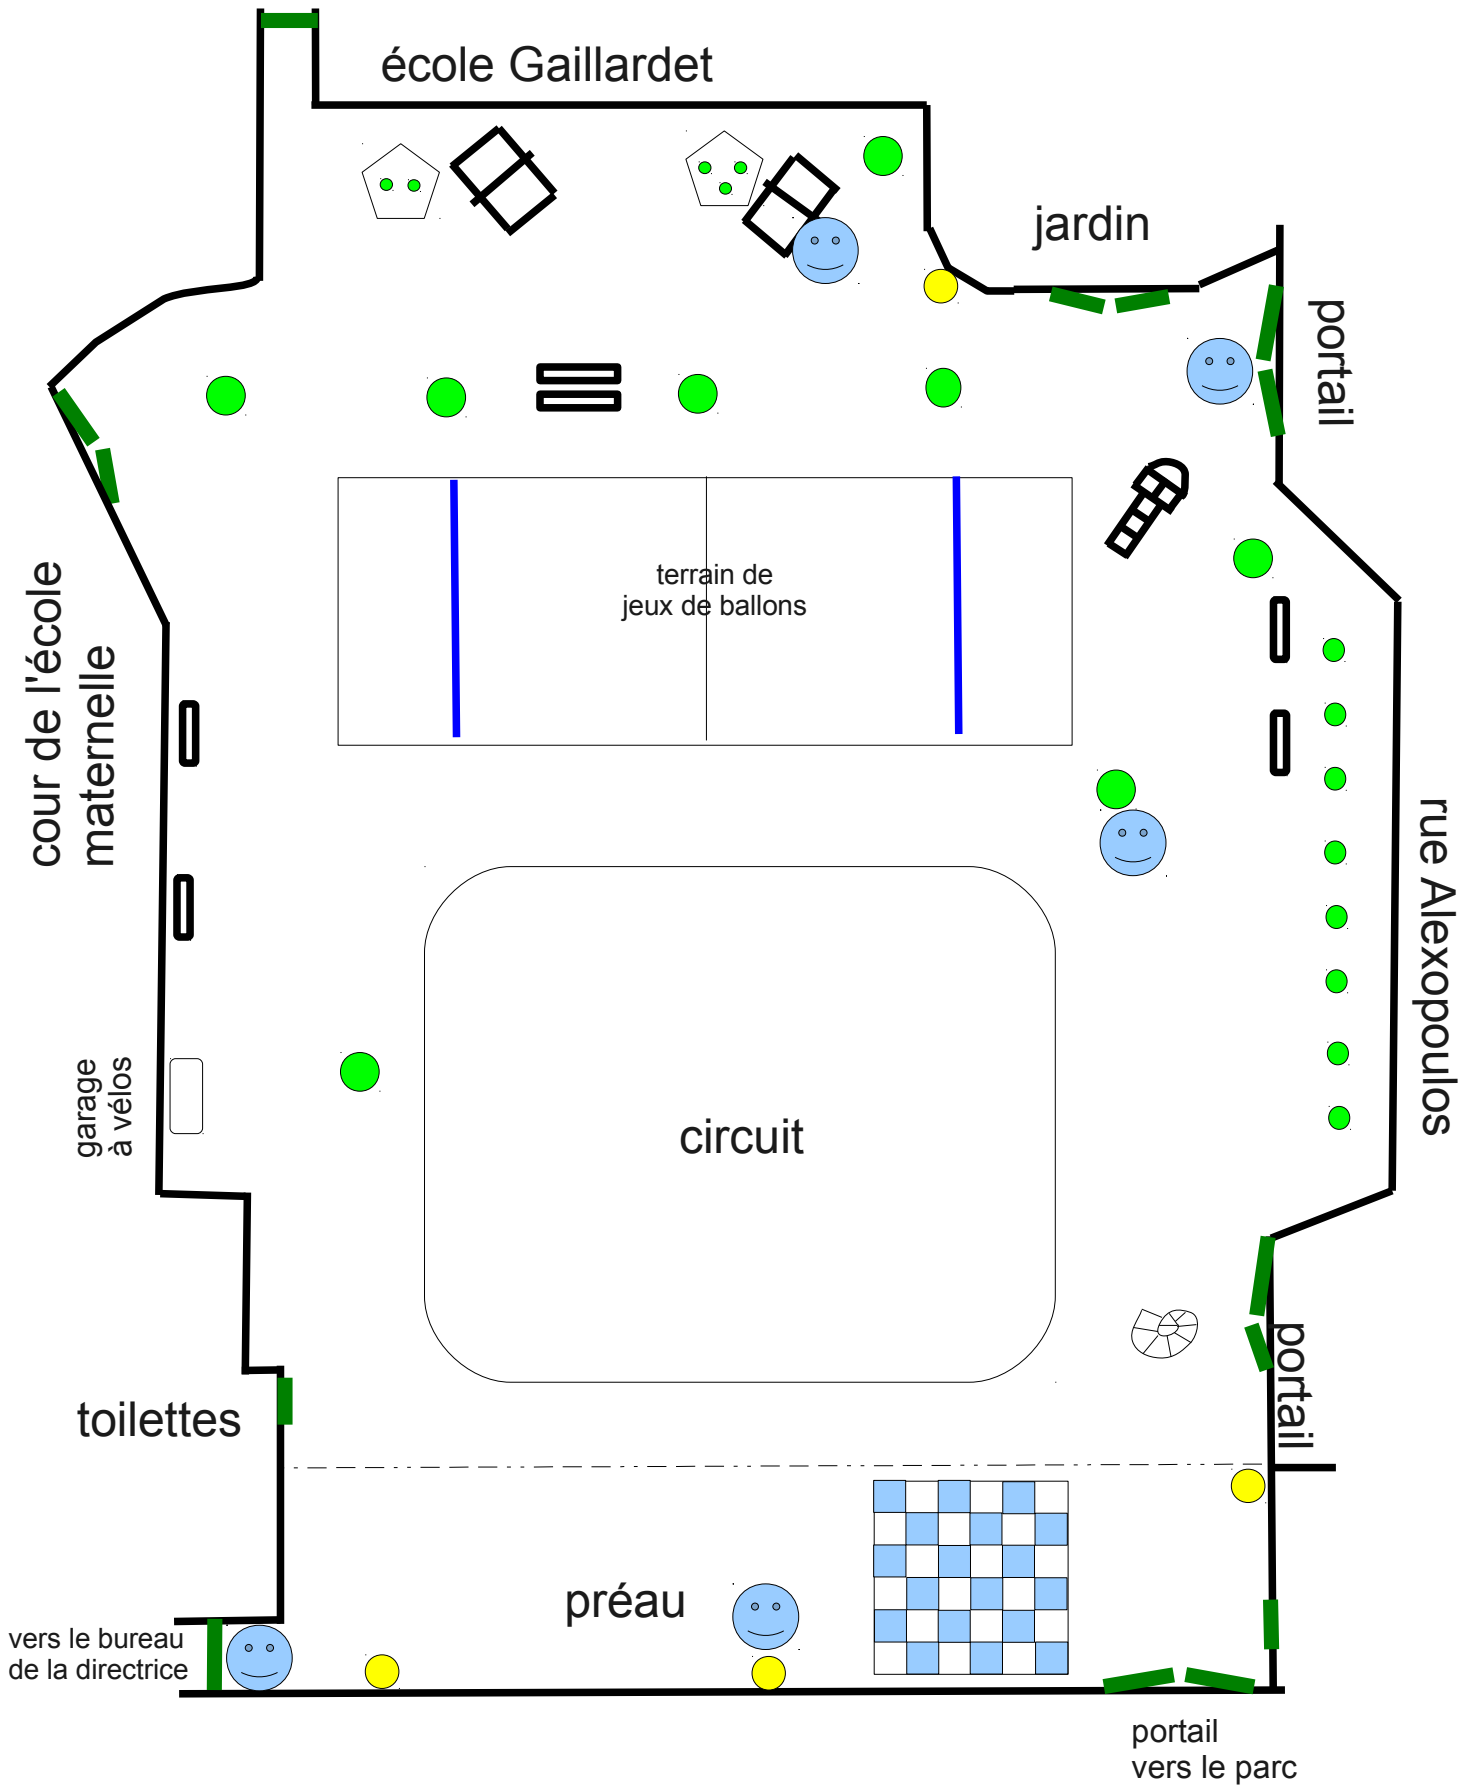 école Gaillardet
jardin
portail
terrain de
jeux de ballons
cour de l'école
maternelle
rue Alexopoulos
garage
à vélos
circuit
portail
toilettes
préau
vers le bureau
de la directrice
portail
vers le parc